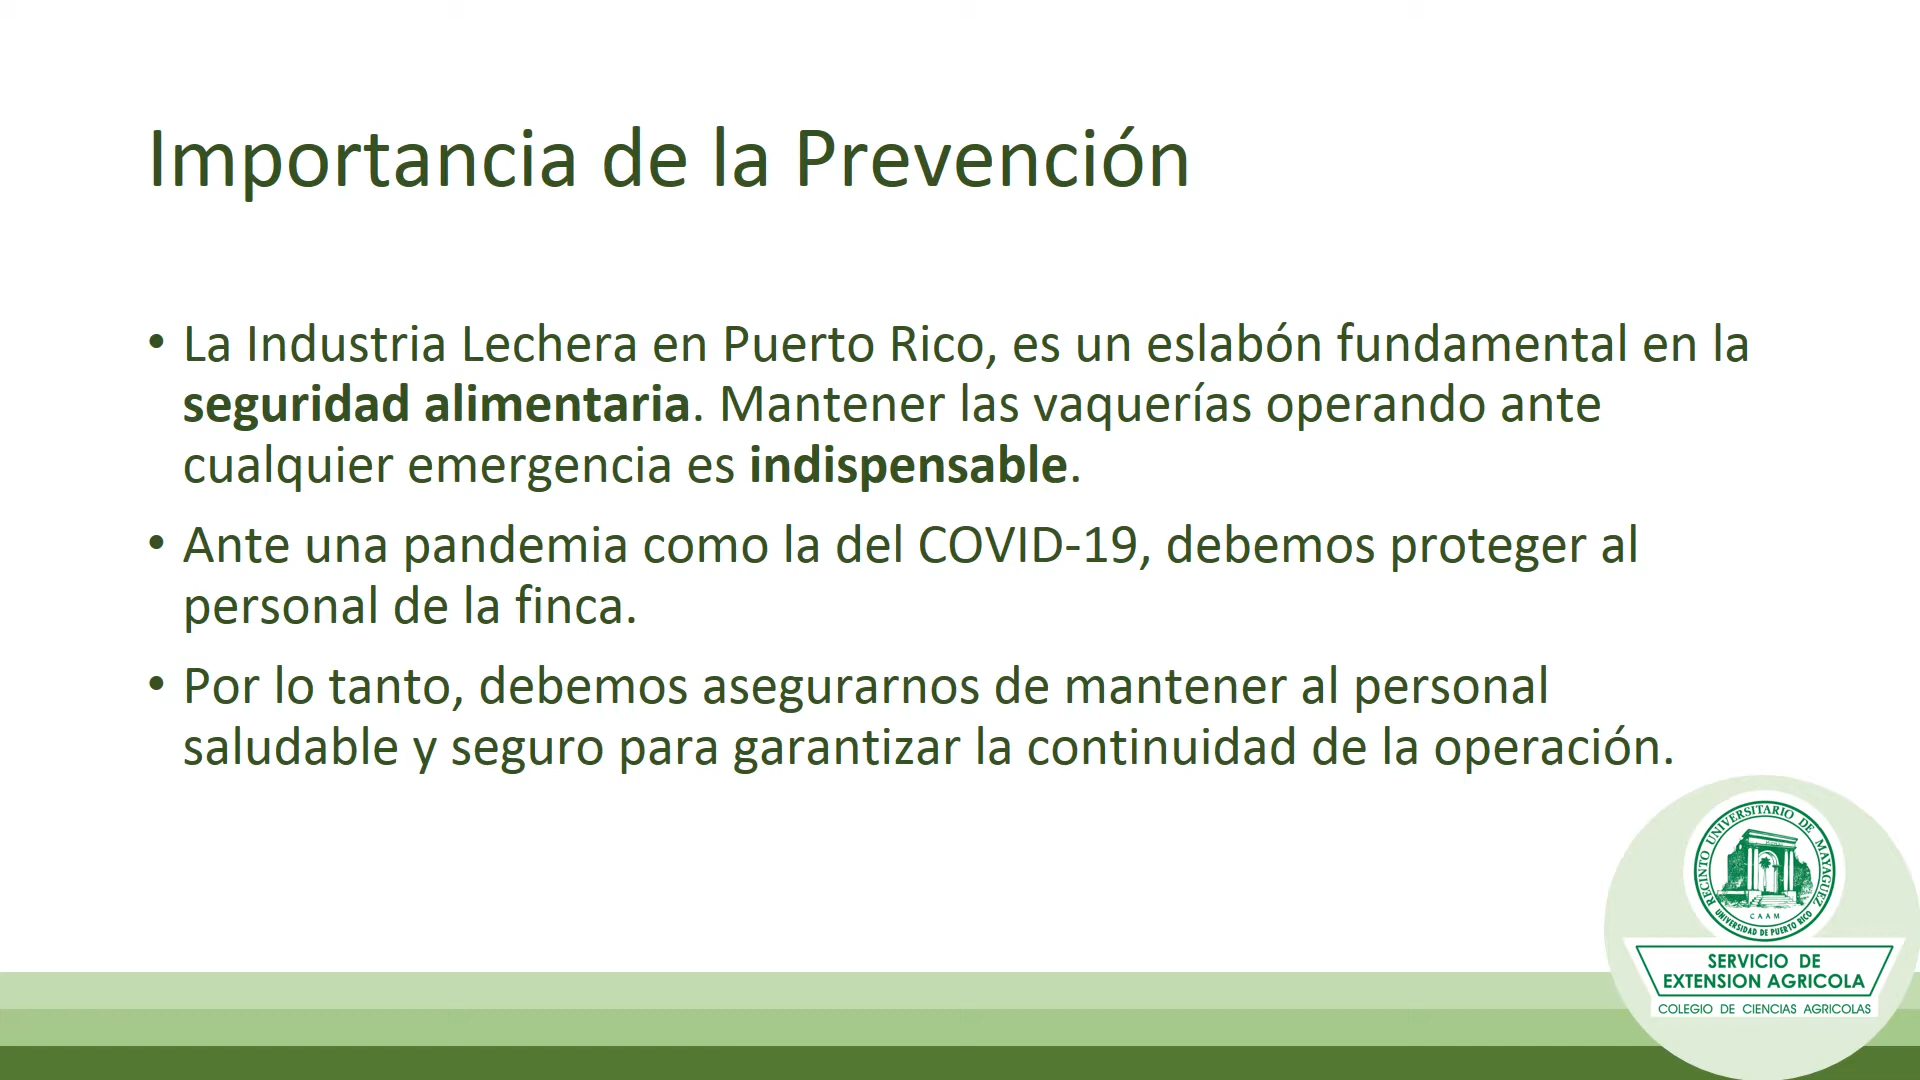 Importancia de la Prevención
• La Industria Lechera en Puerto Rico, es un eslabón fundamental en la
seguridad alimentaria. Mantener las vaquerías operando ante
cualquier emergencia es indispensable.
• Ante una pandemia como la del COVID-19, debemos proteger al
personal de la finca.
• Por lo tanto, debemos asegurarnos de mantener al personal
saludable y seguro para garantizar la continuidad de la operación.
RECINTO UNIVERSITARIO DE MAYAGUEZ
CAAM
UNIVERSIDAD DE PUERTO RICO
SERVICIO DE
EXTENSION AGRICOLA
COLEGIO DE CIENCIAS AGRICOLAS